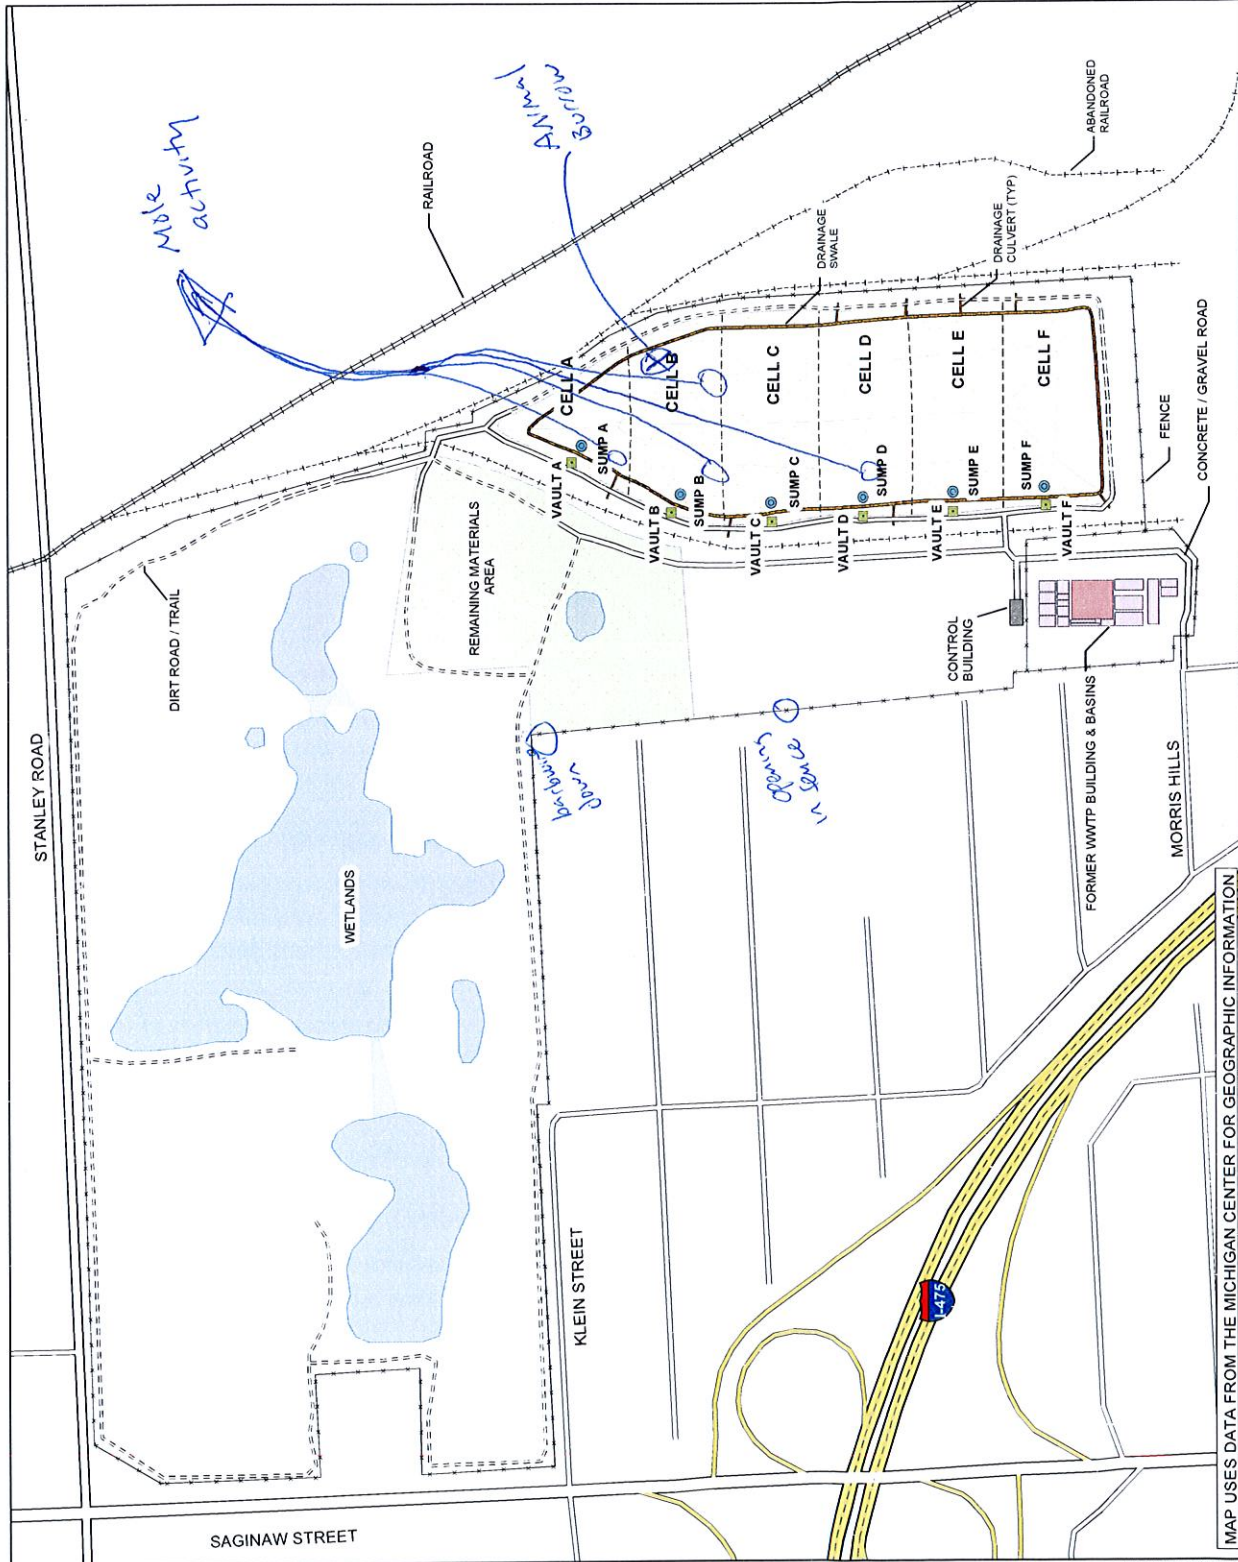 STANLEY ROAD
SAGINAW STREET
KLEIN STREET
WETLANDS
DIRT ROAD / TRAIL
REMAINING MATERIALS
AREA
RAILROAD
Mole
activity
ANimal
Burrow
barbwire
down
opening
in fence
ABANDONED
RAILROAD
DRAINAGE
SWALE
DRAINAGE
CULVERT (TYP)
CELL A
CELL B
CELL C
CELL D
CELL E
CELL F
SUMP A
SUMP B
SUMP C
SUMP D
SUMP E
SUMP F
VAULT A
VAULT B
VAULT C
VAULT D
VAULT E
VAULT F
FENCE
CONCRETE / GRAVEL ROAD
CONTROL
BUILDING
FORMER WWTP BUILDING & BASINS
MORRIS HILLS
I-475
MAP USES DATA FROM THE MICHIGAN CENTER FOR GEOGRAPHIC INFORMATION